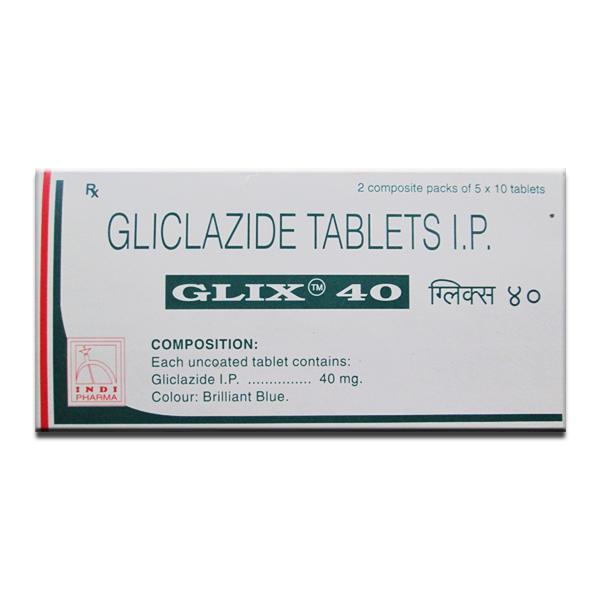 Rx
2 composite packs of 5 x 10 tablets
GLICLAZIDE TABLETS I.P.
GLIX™ 40 ग्लिक्स ४०
COMPOSITION:
Each uncoated tablet contains:
Gliclazide I.P. ............... 40 mg.
Colour: Brilliant Blue.
INDI
PHARMA